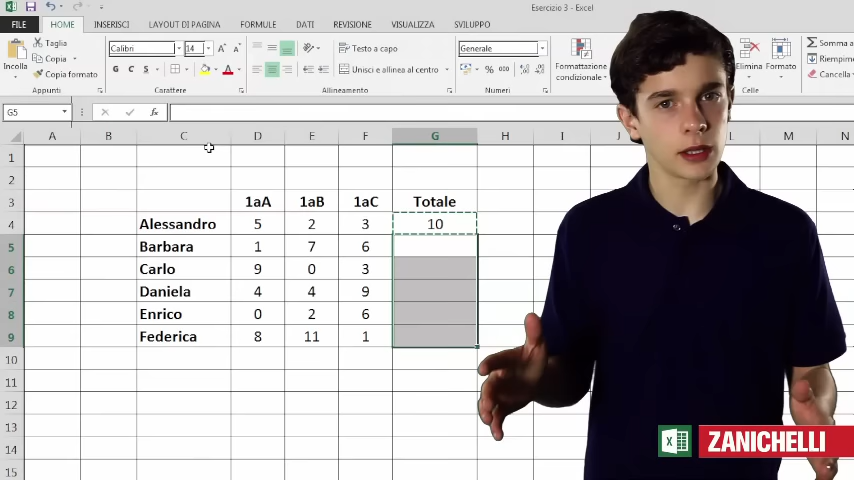 Esercizio 3 - Excel
FILE HOME INSERISCI LAYOUT DI PAGINA FORMULE DATI REVISIONE VISUALIZZA SVILUPPO
Incolla
Taglia
Copia
Copia formato
Appunti
Calibri 14
G C S
Carattere
Testo a capo
Unisci e allinea al centro
Allineamento
Generale
% 000
Numeri
Formattazione
condizionale
Elimina Formato
Somma a
Riempim
Cancella
G5 fx
A B C D E F G H I J L M N
1
2
3 1aA 1aB 1aC Totale
4 Alessandro 5 2 3 10
5 Barbara 1 7 6
6 Carlo 9 0 3
7 Daniela 4 4 9
8 Enrico 0 2 6
9 Federica 8 11 1
10
11
12
13
14
15
ZANICHELLI